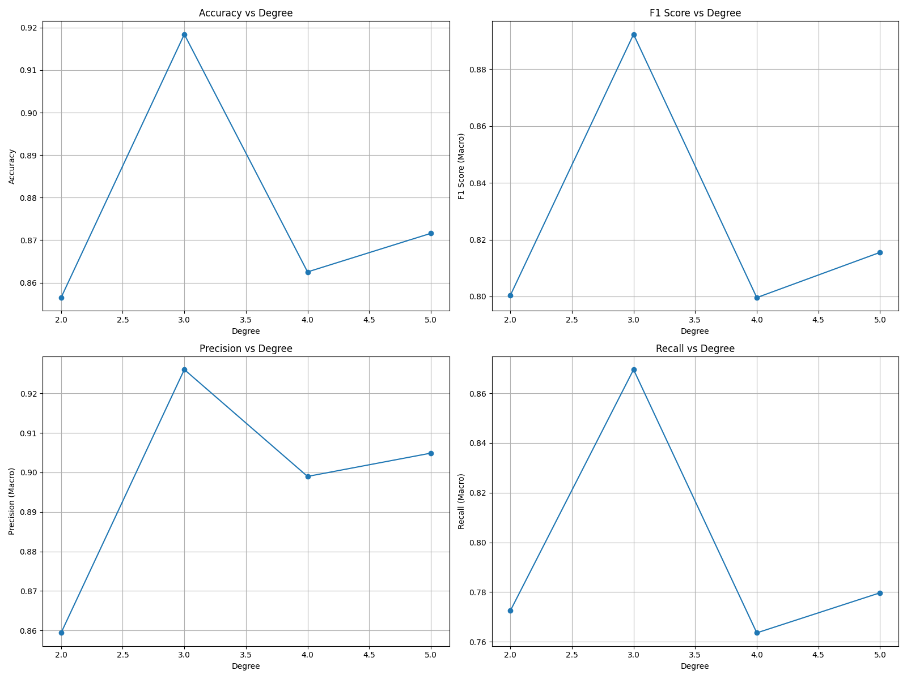 Accuracy vs Degree
Accuracy
0.92
0.91
0.90
0.89
0.88
0.87
0.86
2.0 2.5 3.0 3.5 4.0 4.5 5.0
Degree
F1 Score vs Degree
F1 Score (Macro)
0.88
0.86
0.84
0.82
0.80
2.0 2.5 3.0 3.5 4.0 4.5 5.0
Degree
Precision vs Degree
Precision (Macro)
0.92
0.91
0.90
0.89
0.88
0.87
0.86
2.0 2.5 3.0 3.5 4.0 4.5 5.0
Degree
Recall vs Degree
Recall (Macro)
0.86
0.84
0.82
0.80
0.78
0.76
2.0 2.5 3.0 3.5 4.0 4.5 5.0
Degree